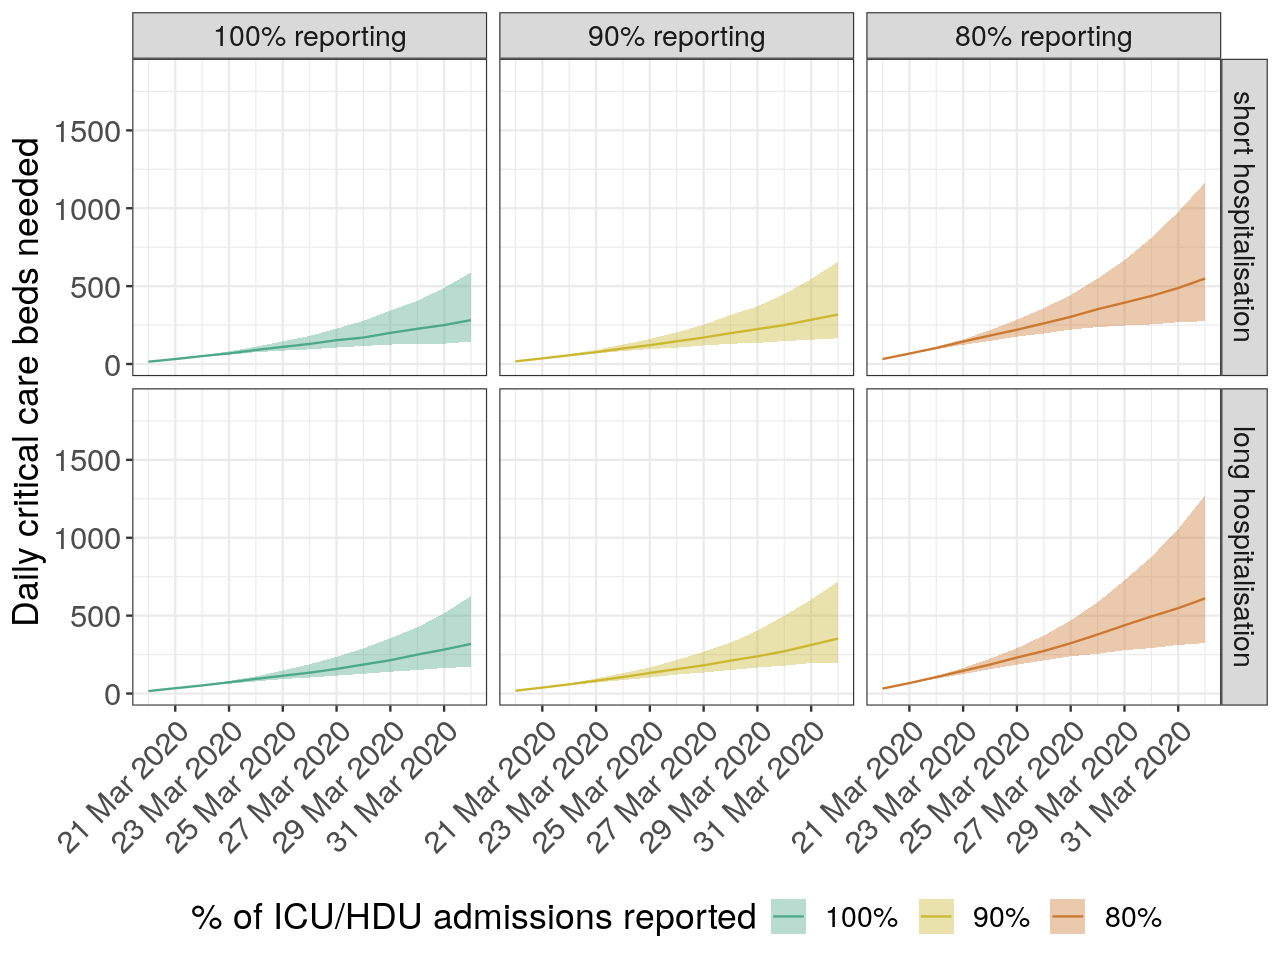 100% reporting
90% reporting
80% reporting
Daily critical care beds needed
1500
1000
500
0
short hospitalisation
1500
1000
500
0
long hospitalisation
21 Mar 2020
23 Mar 2020
25 Mar 2020
27 Mar 2020
29 Mar 2020
31 Mar 2020
21 Mar 2020
23 Mar 2020
25 Mar 2020
27 Mar 2020
29 Mar 2020
31 Mar 2020
21 Mar 2020
23 Mar 2020
25 Mar 2020
27 Mar 2020
29 Mar 2020
31 Mar 2020
% of ICU/HDU admissions reported 100% 90% 80%